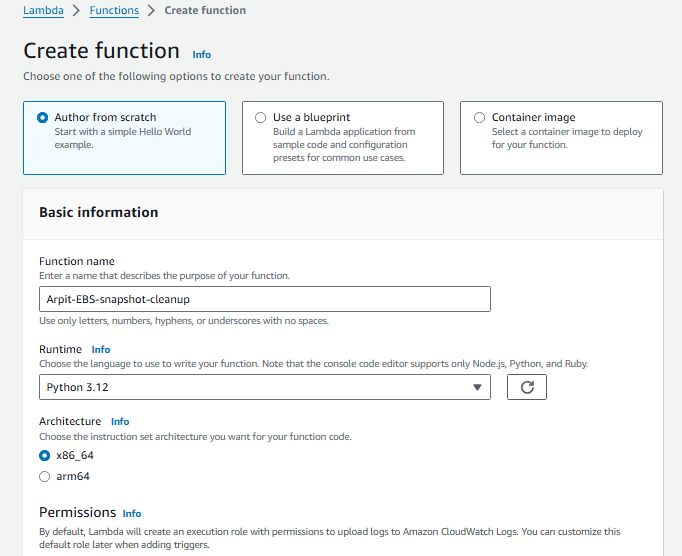 Lambda > Functions > Create function
Create function Info
Choose one of the following options to create your function.
Author from scratch
Start with a simple Hello World
example.
Use a blueprint
Build a Lambda application from
sample code and configuration
presets for common use cases.
Container image
Select a container image to deploy
for your function.
Basic information
Function name
Enter a name that describes the purpose of your function.
Arpit-EBS-snapshot-cleanup
Use only letters, numbers, hyphens, or underscores with no spaces.
Runtime Info
Choose the language to use to write your function. Note that the console code editor supports only Node.js, Python, and Ruby.
Python 3.12
Architecture Info
Choose the instruction set architecture you want for your function code.
x86_64
arm64
Permissions Info
By default, Lambda will create an execution role with permissions to upload logs to Amazon CloudWatch Logs. You can customize this
default role later when adding triggers.